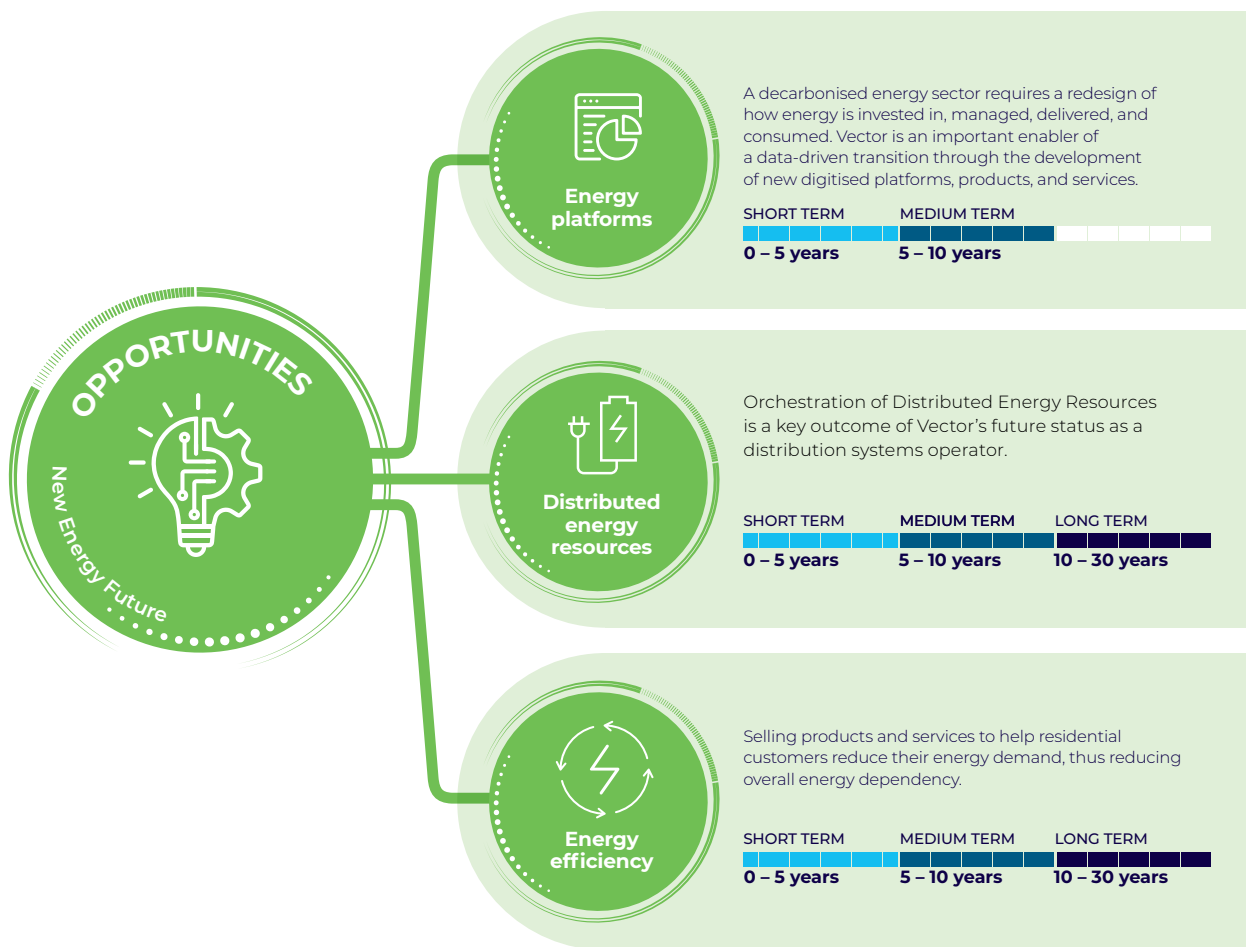 OPPORTUNITIES
New Energy Future
Energy
platforms
A decarbonised energy sector requires a redesign of
how energy is invested in, managed, delivered, and
consumed. Vector is an important enabler of
a data-driven transition through the development
of new digitised platforms, products, and services.
SHORT TERM MEDIUM TERM
0 – 5 years 5 – 10 years
Distributed
energy
resources
Orchestration of Distributed Energy Resources
is a key outcome of Vector’s future status as a
distribution systems operator.
SHORT TERM MEDIUM TERM LONG TERM
0 – 5 years 5 – 10 years 10 – 30 years
Energy
efficiency
Selling products and services to help residential
customers reduce their energy demand, thus reducing
overall energy dependency.
SHORT TERM MEDIUM TERM LONG TERM
0 – 5 years 5 – 10 years 10 – 30 years